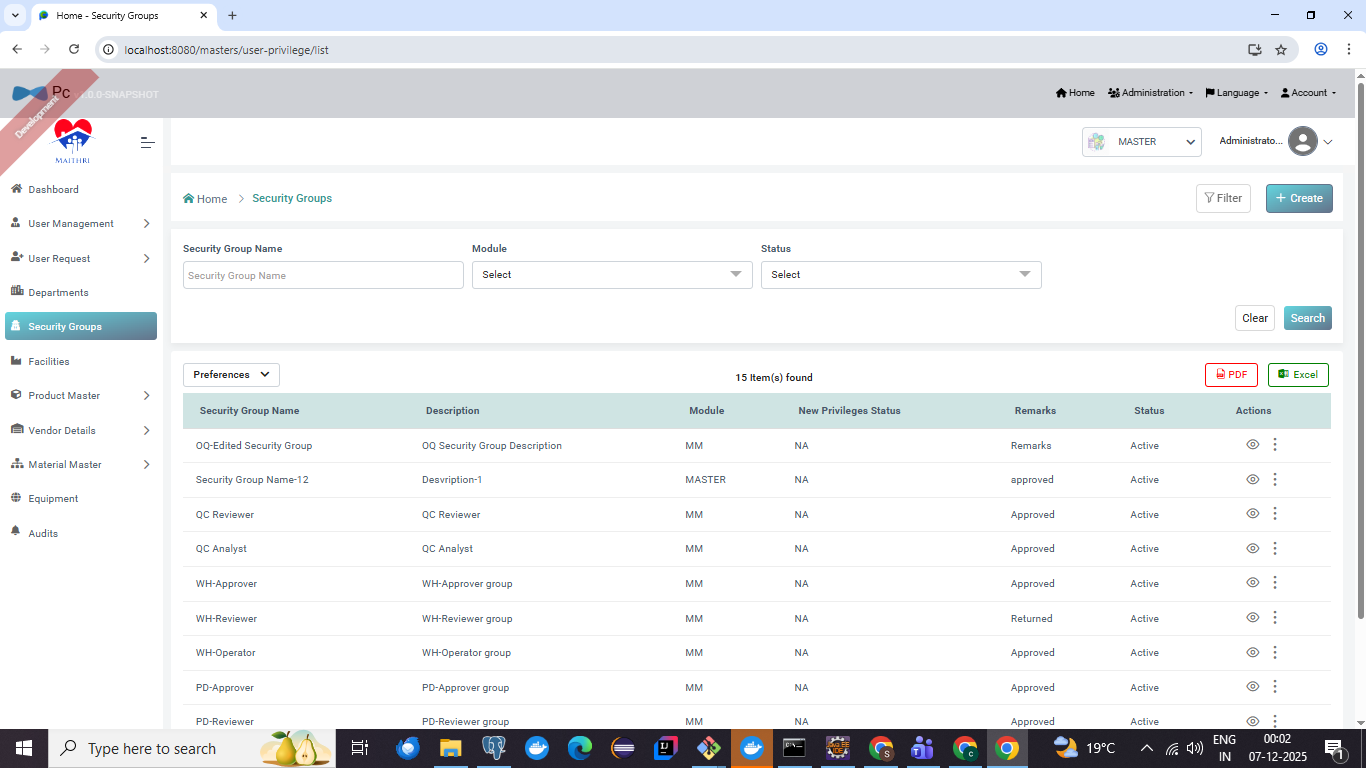 Home - Security Groups
localhost:8080/masters/user-privilege/list
Pc v1.0.0-SNAPSHOT
Home Administration Language Account
Development
MAITHRI
MASTER Administrato...
Dashboard
User Management
User Request
Departments
Security Groups
Facilities
Product Master
Vendor Details
Material Master
Equipment
Audits
Home > Security Groups
Filter + Create
Security Group Name Module Status
Security Group Name Select Select
Clear Search
Preferences 15 Item(s) found PDF Excel
Security Group Name Description Module New Privileges Status Remarks Status Actions
OQ-Edited Security Group OQ Security Group Description MM NA Remarks Active
Security Group Name-12 Desvription-1 MASTER NA approved Active
QC Reviewer QC Reviewer MM NA Approved Active
QC Analyst QC Analyst MM NA Approved Active
WH-Approver WH-Approver group MM NA Approved Active
WH-Reviewer WH-Reviewer group MM NA Returned Active
WH-Operator WH-Operator group MM NA Approved Active
PD-Approver PD-Approver group MM NA Approved Active
PD-Reviewer PD-Reviewer group MM NA Approved Active
Type here to search 19°C ENG IN 00:02 07-12-2025 1